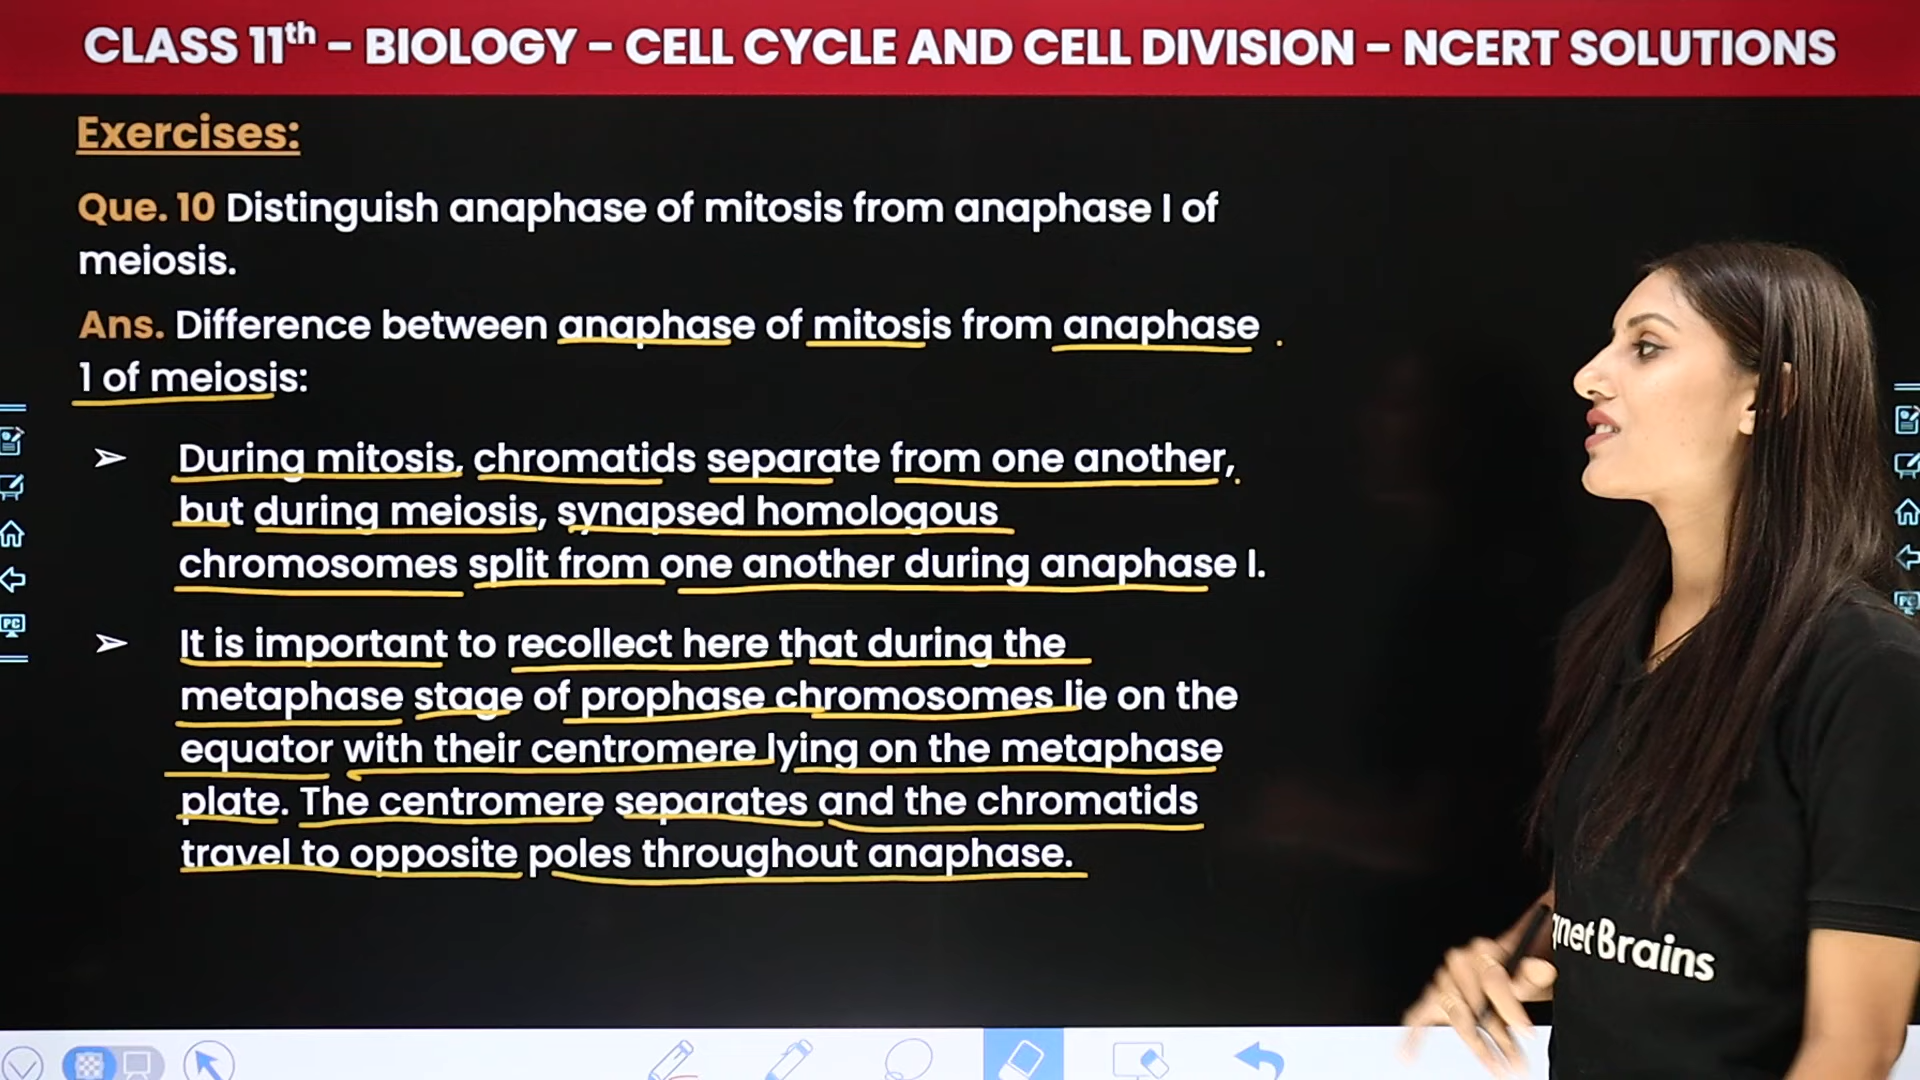 CLASS 11th – BIOLOGY – CELL CYCLE AND CELL DIVISION – NCERT SOLUTIONS
Exercises:
Que. 10 Distinguish anaphase of mitosis from anaphase I of
meiosis.
Ans. Difference between anaphase of mitosis from anaphase
1 of meiosis:
➢ During mitosis, chromatids separate from one another,
but during meiosis, synapsed homologous
chromosomes split from one another during anaphase I.
➢ It is important to recollect here that during the
metaphase stage of prophase chromosomes lie on the
equator with their centromere lying on the metaphase
plate. The centromere separates and the chromatids
travel to opposite poles throughout anaphase.
gnet Brains
PC
PC